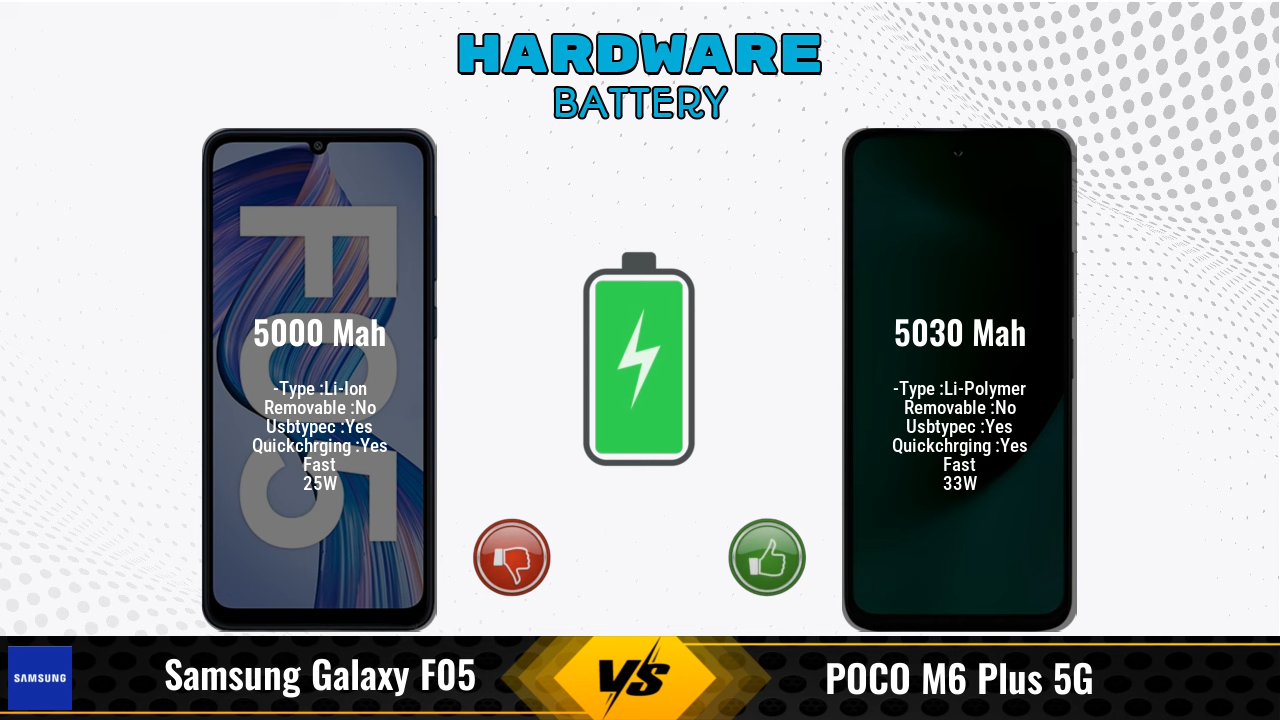 HARDWARE
BATTERY
F05
5000 Mah
-Type :Li-Ion
Removable :No
Usbtypec :Yes
Quickchrging :Yes
Fast
25W
5030 Mah
-Type :Li-Polymer
Removable :No
Usbtypec :Yes
Quickchrging :Yes
Fast
33W
SAMSUNG
Samsung Galaxy F05
VS
POCO M6 Plus 5G